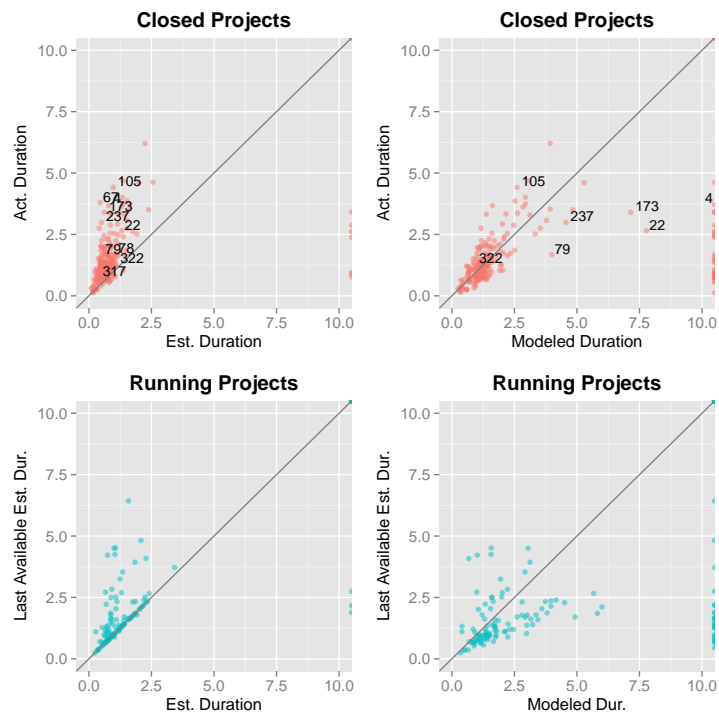 Closed Projects
Closed Projects
10.0
7.5
5.0
2.5
0.0
Act. Duration
105
67
173
237
22
79
78
322
317
0.0 2.5 5.0 7.5 10.0
Est. Duration
10.0
7.5
5.0
2.5
0.0
Act. Duration
105
4
173
237
22
79
322
0.0 2.5 5.0 7.5 10.0
Modeled Duration
Running Projects
Running Projects
10.0
7.5
5.0
2.5
0.0
Last Available Est. Dur.
0.0 2.5 5.0 7.5 10.0
Est. Duration
10.0
7.5
5.0
2.5
0.0
Last Available Est. Dur.
0.0 2.5 5.0 7.5 10.0
Modeled Dur.